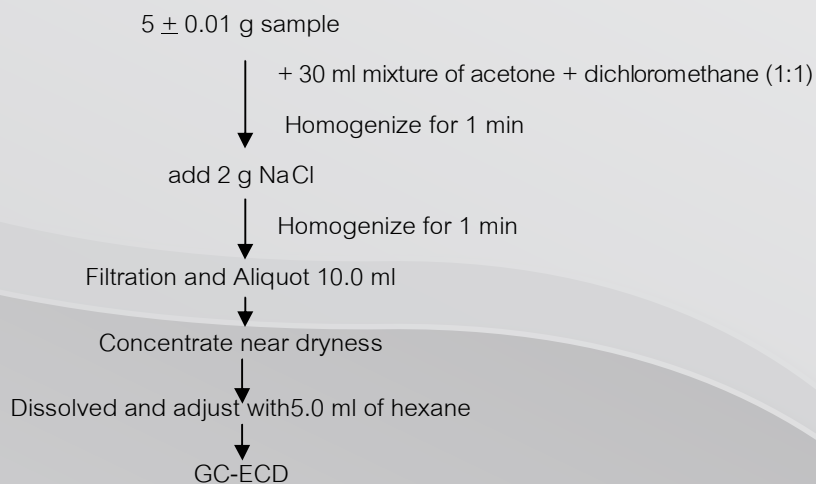 5 ± 0.01 g sample
+ 30 ml mixture of acetone + dichloromethane (1:1)
Homogenize for 1 min
add 2 g NaCl
Homogenize for 1 min
Filtration and Aliquot 10.0 ml
Concentrate near dryness
Dissolved and adjust with5.0 ml of hexane
GC-ECD